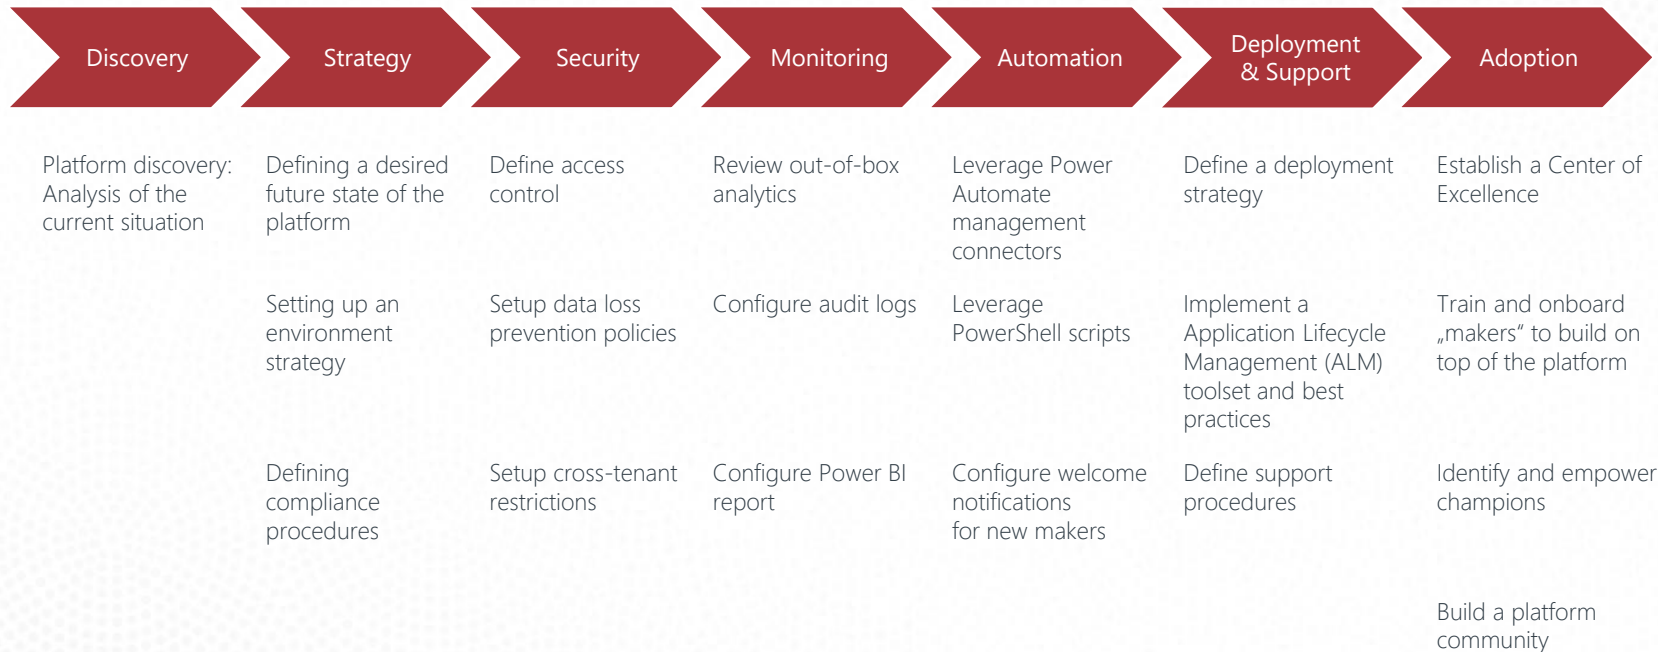 Discovery
Strategy
Security
Monitoring
Automation
Deployment
& Support
Adoption
Platform discovery:
Analysis of the
current situation
Defining a desired
future state of the
platform
Setting up an
environment
strategy
Defining
compliance
procedures
Define access
control
Setup data loss
prevention policies
Setup cross-tenant
restrictions
Review out-of-box
analytics
Configure audit logs
Configure Power BI
report
Leverage Power
Automate
management
connectors
Leverage
PowerShell scripts
Configure welcome
notifications
for new makers
Define a deployment
strategy
Implement a
Application Lifecycle
Management (ALM)
toolset and best
practices
Define support
procedures
Establish a Center of
Excellence
Train and onboard
„makers“ to build on
top of the platform
Identify and empower
champions
Build a platform
community